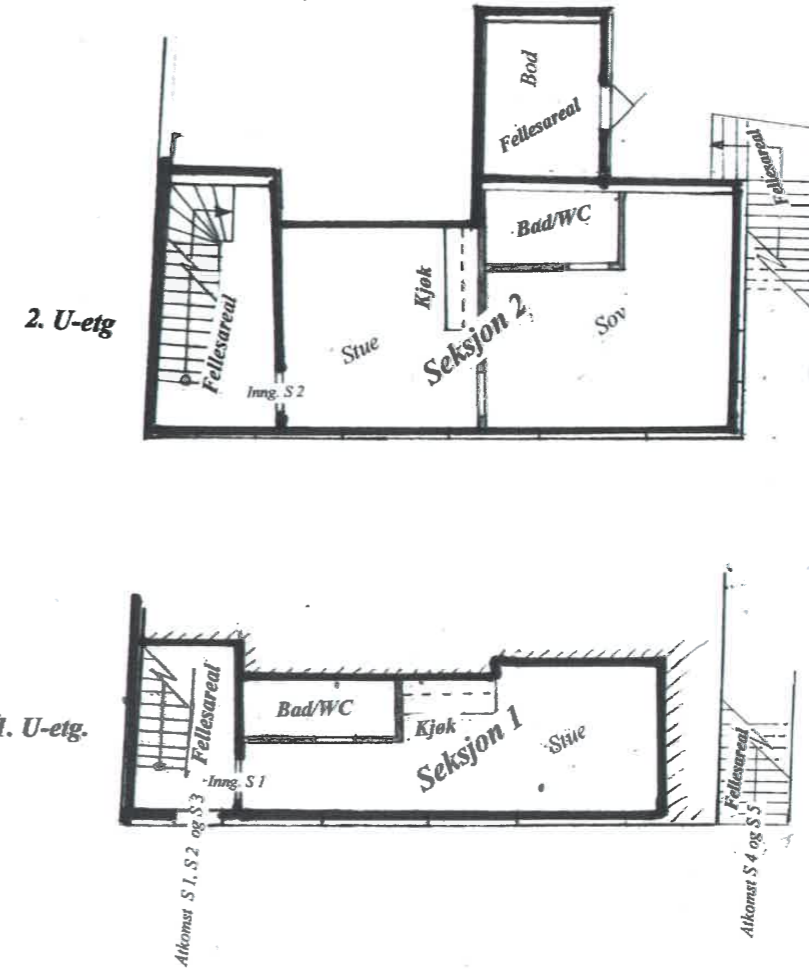 Bod
Fellesareal
Fellesareal
Bad/WC
2. U-etg
Fellesareal
Kjøk
Stue
Seksjon 2
Sov
Inng. S 2
1. U-etg.
Fellesareal
Bad/WC
Kjøk
Seksjon 1
Stue
Inng. S 1
Fellesareal
Atkomst S 1, S 2 og S 3
Atkomst S 4 og S 5